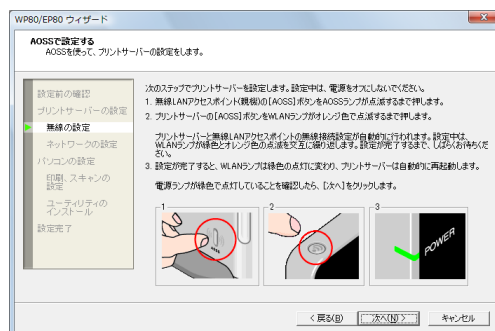 WP80/EP80 ウィザード
AOSSで設定する
AOSSを使って、プリントサーバーの設定をします。
設定前の確認
プリントサーバーの設定
無線の設定
ネットワークの設定
パソコンの設定
印刷、スキャンの
設定
ユーティリティの
インストール
設定完了
次のステップでプリントサーバーを設定します。設定中は、電源をオフにしないでください。
1. 無線LANアクセスポイント(親機)の[AOSS]ボタンをAOSSランプが点滅するまで押します。
2. プリントサーバーの[AOSS]ボタンをWLANランプがオレンジ色で点滅するまで押します。
プリントサーバーと無線LANアクセスポイントの無線接続設定が自動的に行われます。設定中は、
WLANランプが緑色とオレンジ色の点滅を交互に繰り返します。設定が完了するまで、しばらくお待ちくだ
さい。
3. 設定が完了すると、WLANランプは緑色の点灯に変わり、プリントサーバーは自動的に再起動します。
電源ランプが緑色で点灯していることを確認したら、[次へ]をクリックします。
1
2
3
POWER
< 戻る(B)
次へ(N) >
キャンセル